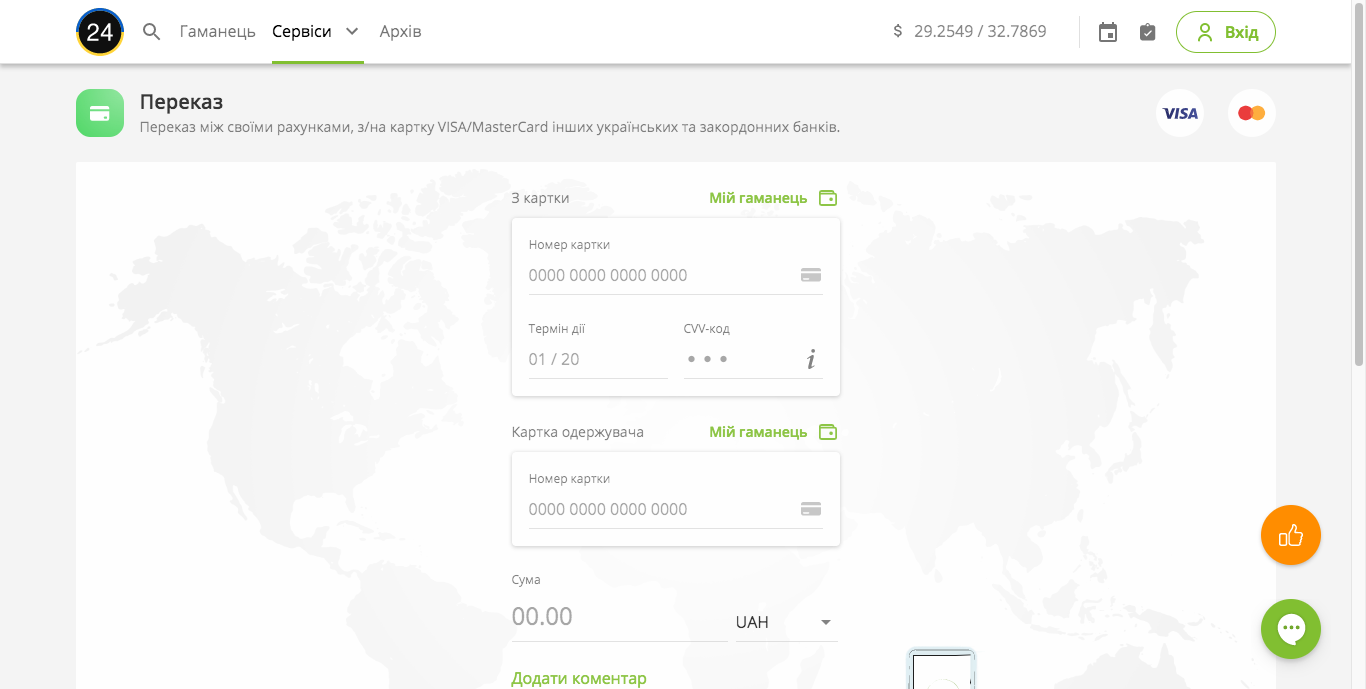 24
Гаманець Сервіси Архів
$ 29.2549 / 32.7869
Вхід
Переказ
Переказ між своїми рахунками, з/на картку VISA/MasterCard інших українських та закордонних банків.
VISA
З картки Мій гаманець
Номер картки
0000 0000 0000 0000
Термін дії CVV-код
01 / 20 • • • i
Картка одержувача Мій гаманець
Номер картки
0000 0000 0000 0000
Сума
00.00 UAH
Додати коментар